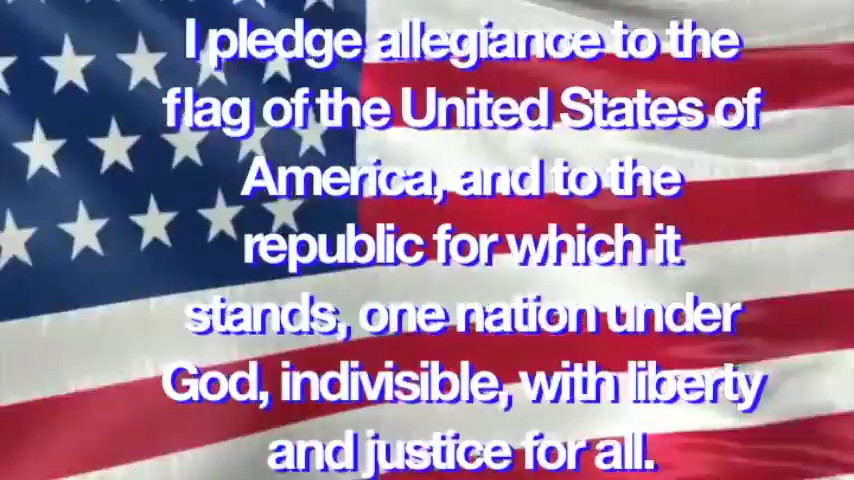 I pledge allegiance to the
flag of the United States of
America, and to the
republic for which it
stands, one nation under
God, indivisible, with liberty
and justice for all.